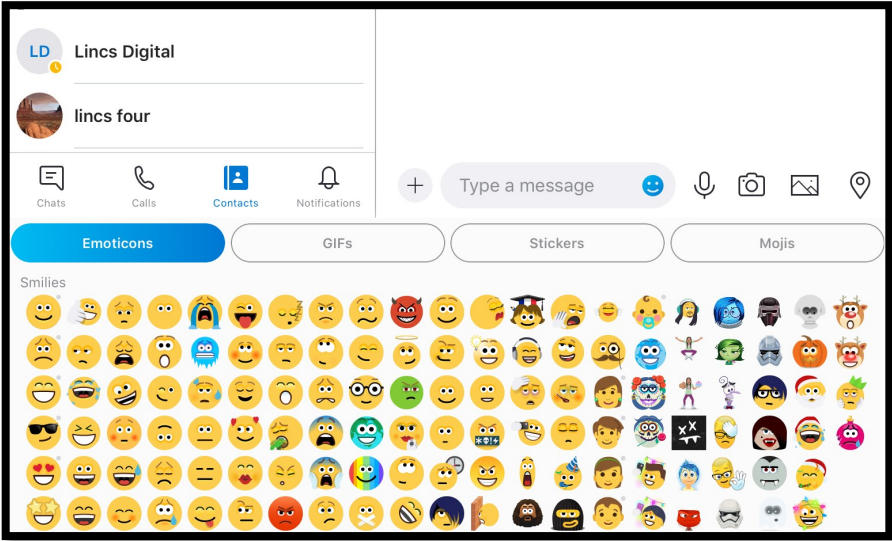 LD
Lincs Digital
lincs four
Chats
Calls
Contacts
Notifications
Type a message
Emoticons
GIFs
Stickers
Mojis
Smilies
*@!$